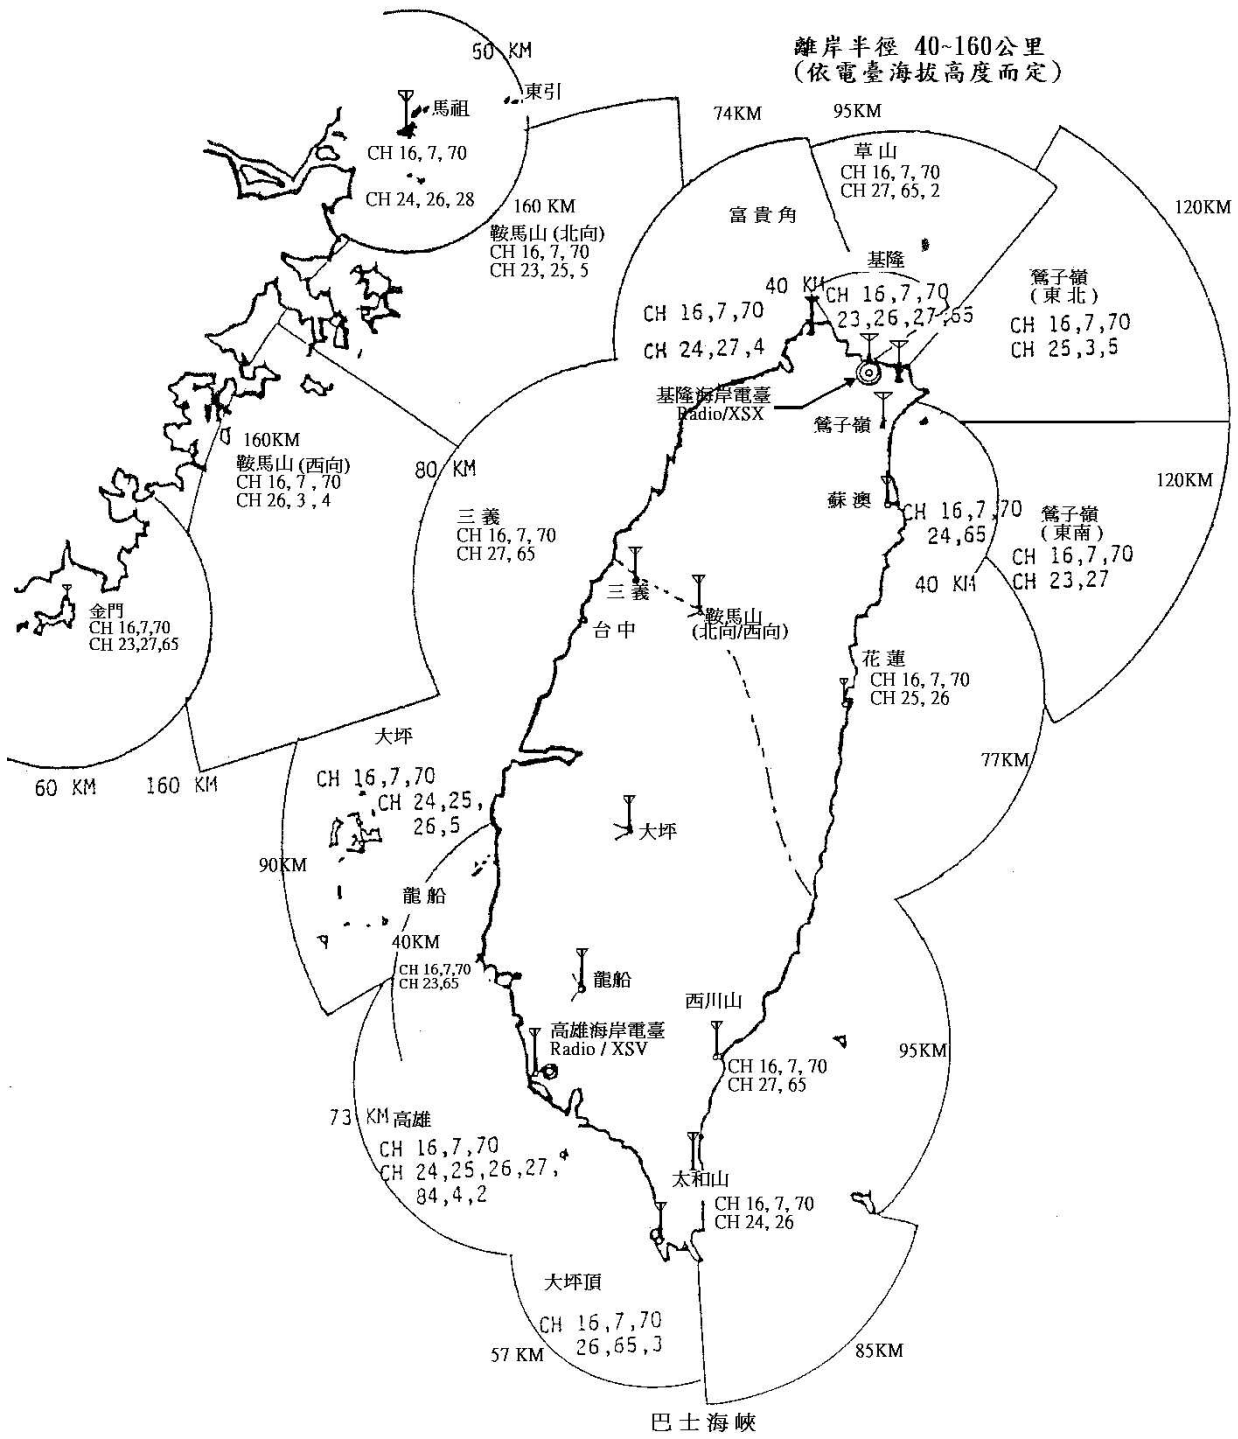 離岸半徑 40~160公里
(依電臺海拔高度而定)
50 KM
東引
馬祖
CH 16, 7, 70
CH 24, 26, 28
74KM
95KM
草山
CH 16, 7, 70
CH 27, 65, 2
160 KM
鞍馬山 (北向)
CH 16, 7, 70
CH 23, 25, 5
富貴角
120KM
基隆
40 KM
CH 16,7,70
23,26,27,65
CH 16,7,70
CH 24,27,4
鶯子嶺
(東北)
CH 16,7,70
CH 25,3,5
基隆海岸電臺
Radio/XSX
鶯子嶺
160KM
鞍馬山 (西向)
CH 16, 7, 70
CH 26, 3, 4
80 KM
三義
CH 16, 7, 70
CH 27, 65
蘇澳
CH 16,7,70
24,65
40 KM
120KM
鶯子嶺
(東南)
CH 16,7,70
CH 23,27
三義
鞍馬山
(北向/西向)
台中
金門
CH 16,7,70
CH 23,27,65
花蓮
CH 16, 7, 70
CH 25, 26
60 KM
160 KM
大坪
CH 16,7,70
CH 24,25,
26,5
77KM
大坪
90KM
龍船
40KM
CH 16,7,70
CH 23,65
龍船
西川山
CH 16, 7, 70
CH 27, 65
95KM
高雄海岸電臺
Radio / XSV
73 KM
高雄
CH 16,7,70
CH 24,25,26,27,
84,4,2
太和山
CH 16, 7, 70
CH 24, 26
大坪頂
CH 16,7,70
26,65,3
57 KM
85KM
巴士海峽